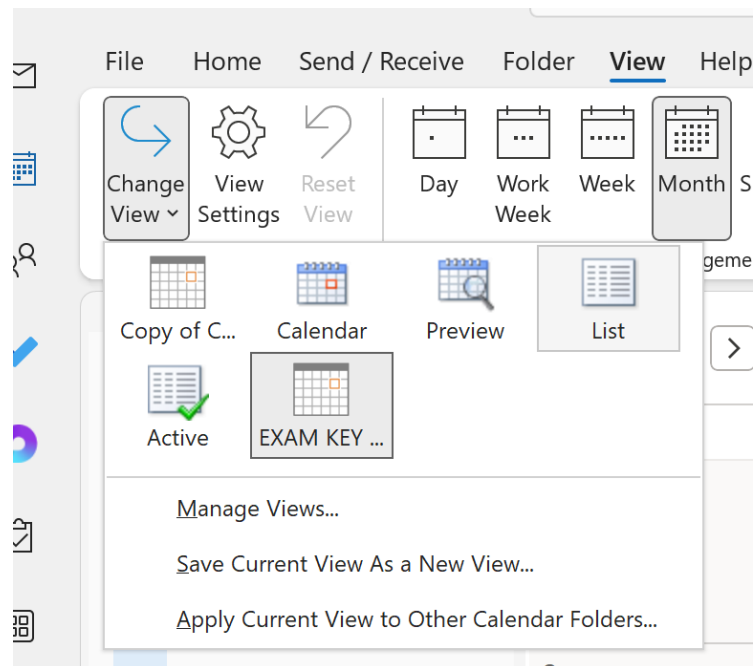 File Home Send / Receive Folder View Help
Change View
View Settings
Reset View
Day
Work Week
Week
Month
S
geme
Copy of C... Calendar Preview List
Active EXAM KEY ...
Manage Views...
Save Current View As a New View...
Apply Current View to Other Calendar Folders...